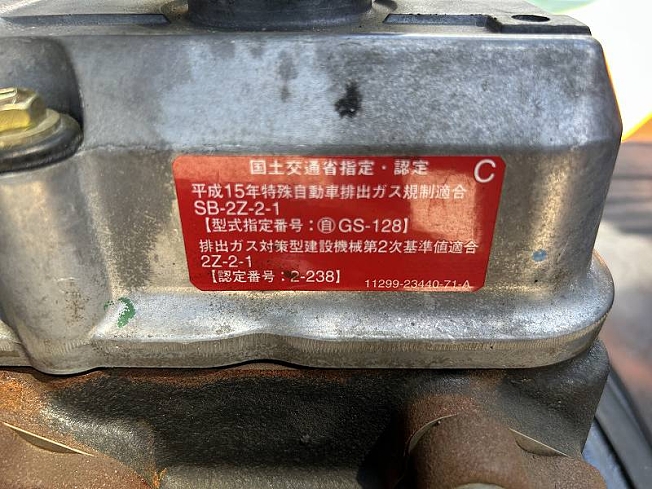 国土交通省指定・認定
C
平成15年特殊自動車排出ガス規制適合
SB-2Z-2-1
【型式指定番号：㊂GS-128】
排出ガス対策型建設機械第2次基準値適合
2Z-2-1
【認定番号：2-238】
11299-23440-71-A